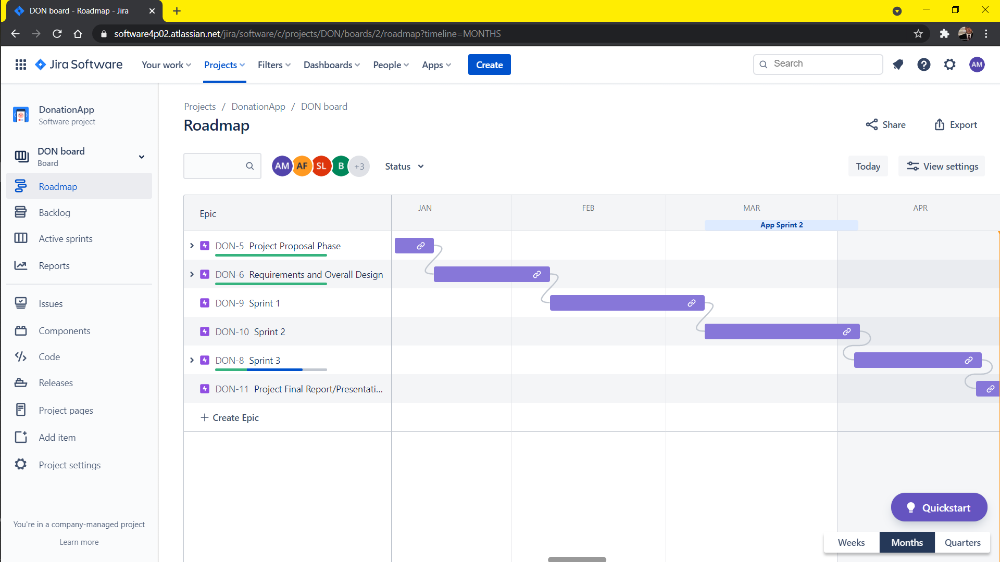 DON board - Roadmap - Jira
software4p02.atlassian.net/jira/software/c/projects/DON/boards/2/roadmap?timeline=MONTHS
Jira Software
Your work
Projects
Filters
Dashboards
People
Apps
Create
Search
AM
DonationApp
Software project
DON board
Board
Roadmap
Backlog
Active sprints
Reports
Issues
Components
Code
Releases
Project pages
Add item
Project settings
You're in a company-managed project
Learn more
Projects / DonationApp / DON board
Roadmap
Share
Export
AM AF SL B +3
Status
Today
View settings
Epic
JAN FEB MAR APR
App Sprint 2
DON-5 Project Proposal Phase
DON-6 Requirements and Overall Design
DON-9 Sprint 1
DON-10 Sprint 2
DON-8 Sprint 3
DON-11 Project Final Report/Presentati...
+ Create Epic
Quickstart
Weeks Months Quarters